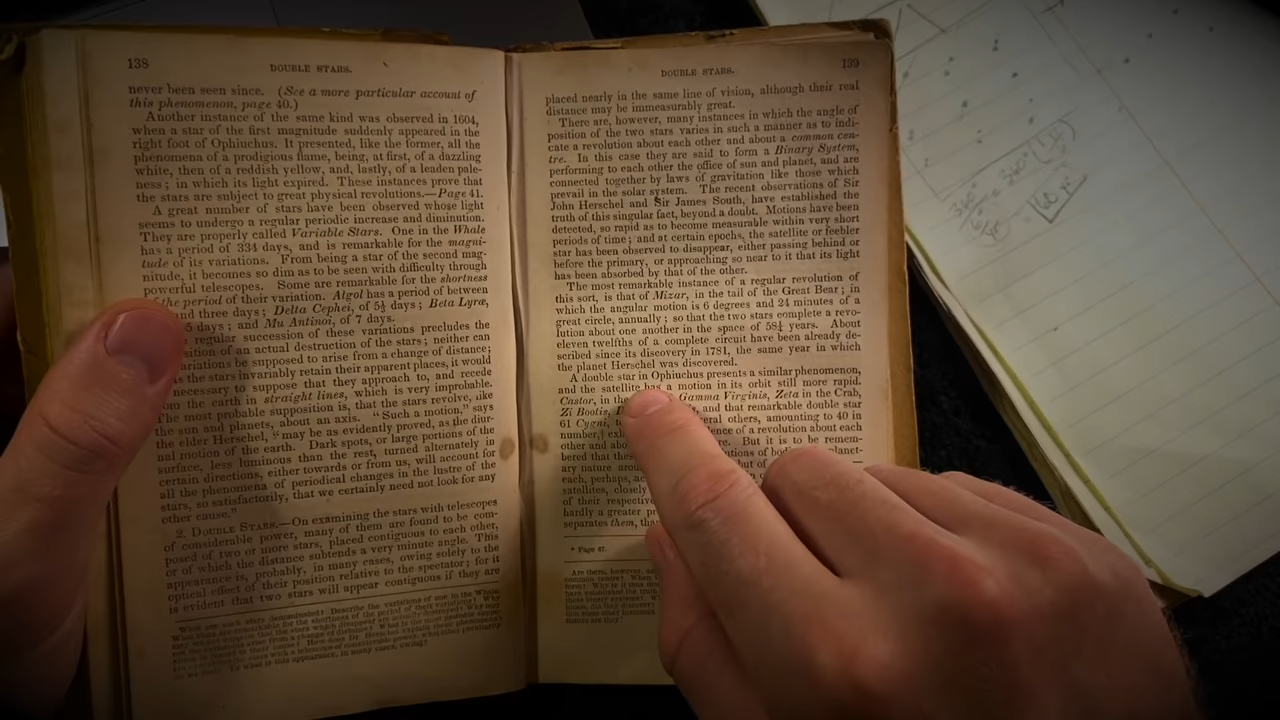 138
DOUBLE STARS.
never been seen since. (See a more particular account of
this phenomenon, page 40.)
Another instance of the same kind was observed in 1604,
when a star of the first magnitude suddenly appeared in the
right foot of Ophiuchus. It presented, like the former, all the
phenomena of a prodigious flame, being, at first, of a dazzling
white, then of a reddish yellow, and, lastly, of a leaden pale-
ness; in which its light expired. These instances prove that
the stars are subject to great physical revolutions.—Page 41.
A great number of stars have been observed whose light
seems to undergo a regular periodic increase and diminution.
They are properly called Variable Stars. One in the Whale
has a period of 334 days, and is remarkable for the magni-
tude of its variations. From being a star of the second mag-
nitude, it becomes so dim as to be seen with difficulty through
powerful telescopes. Some are remarkable for the shortness
of the period of their variation. Algol has a period of between
and three days; Delta Cephei, of 5⅓ days; Beta Lyræ,
5 days; and Mu Antinoi, of 7 days.
regular succession of these variations precludes the
sition of an actual destruction of the stars; neither can
ariations be supposed to arise from a change of distance;
as the stars invariably retain their apparent places, it would
necessary to suppose that they approach to, and recede
om the earth in straight lines, which is very improbable.
The most probable supposition is, that the stars revolve, like
the sun and planets, about an axis. "Such a motion," says
the elder Herschel, "may be as evidently proved, as the diur-
nal motion of the earth. Dark spots, or large portions of the
surface, less luminous than the rest, turned alternately in
certain directions, either towards or from us, will account for
all the phenomena of periodical changes in the lustre of the
stars, so satisfactorily, that we certainly need not look for any
other cause."
2. DOUBLE STARS.—On examining the stars with telescopes
of considerable power, many of them are found to be com-
posed of two or more stars, placed contiguous to each other,
or of which the distance subtends a very minute angle. This
appearance is, probably, in many cases, owing solely to the
optical effect of their position relative to the spectator; for it
is evident that two stars will appear contiguous if they are
139
DOUBLE STARS.
placed nearly in the same line of vision, although their real
distance may be immeasurably great.
There are, however, many instances in which the angle of
position of the two stars varies in such a manner as to indi-
cate a revolution about each other and about a common cen-
tre. In this case they are said to form a Binary System,
performing to each other the office of sun and planet, and are
connected together by laws of gravitation like those which
prevail in the solar system. The recent observations of Sir
John Herschel and Sir James South, have established the
truth of this singular fact, beyond a doubt. Motions have been
detected, so rapid as to become measurable within very short
periods of time; and at certain epochs, the satellite or feebler
star has been observed to disappear, either passing behind or
before the primary, or approaching so near to it that its light
has been absorbed by that of the other.
The most remarkable instance of a regular revolution of
this sort, is that of Mizar, in the tail of the Great Bear; in
which the angular motion is 6 degrees and 24 minutes of a
great circle, annually; so that the two stars complete a revo-
lution about one another in the space of 58¼ years. About
eleven twelfths of a complete circuit have been already de-
scribed since its discovery in 1781, the same year in which
the planet Herschel was discovered.
A double star in Ophiuchus presents a similar phenomenon,
and the satellite has a motion in its orbit still more rapid.
Castor, in the Gamma Virginis, Zeta in the Crab,
Zi Bootis, and that remarkable double star
61 Cygni, eral others, amounting to 40 in
number, lence of a revolution about each
other and abo re. But it is to be remem-
bered that the utions of planet-
ary nature arou but of
each, perhaps, ac
satellites, closely
of their respective
hardly a greater pr
separates them, tha
* Page 47.
Are them, however,